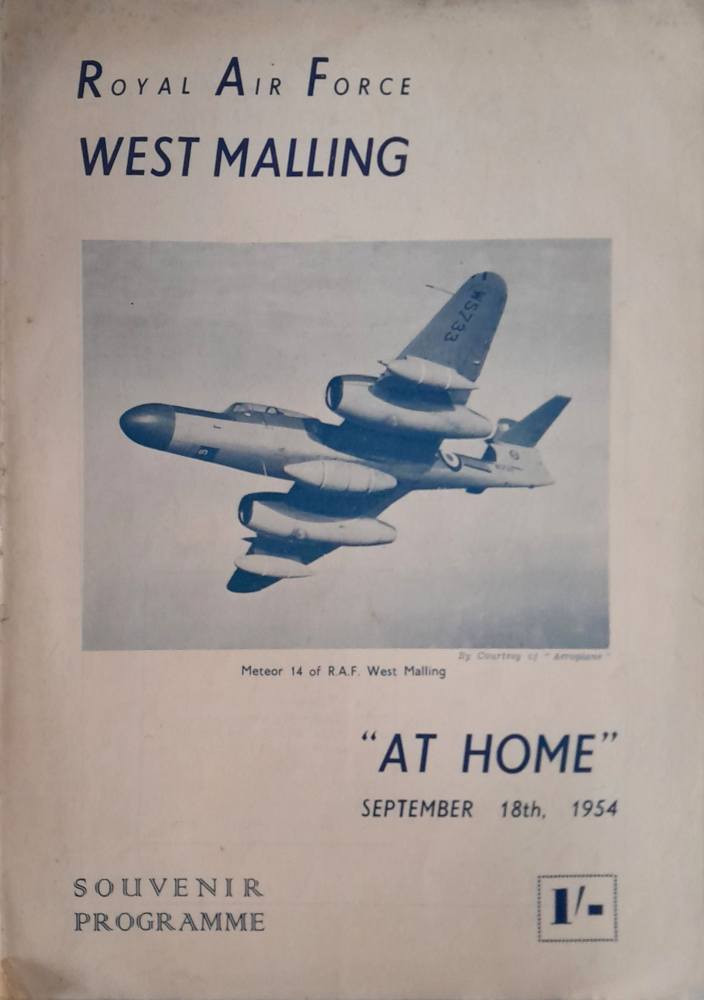 ROYAL AIR FORCE
WEST MALLING
WS733
By Courtesy of "Aeroplane"
Meteor 14 of R.A.F. West Malling
"AT HOME"
SEPTEMBER 18th, 1954
SOUVENIR
PROGRAMME
1/-